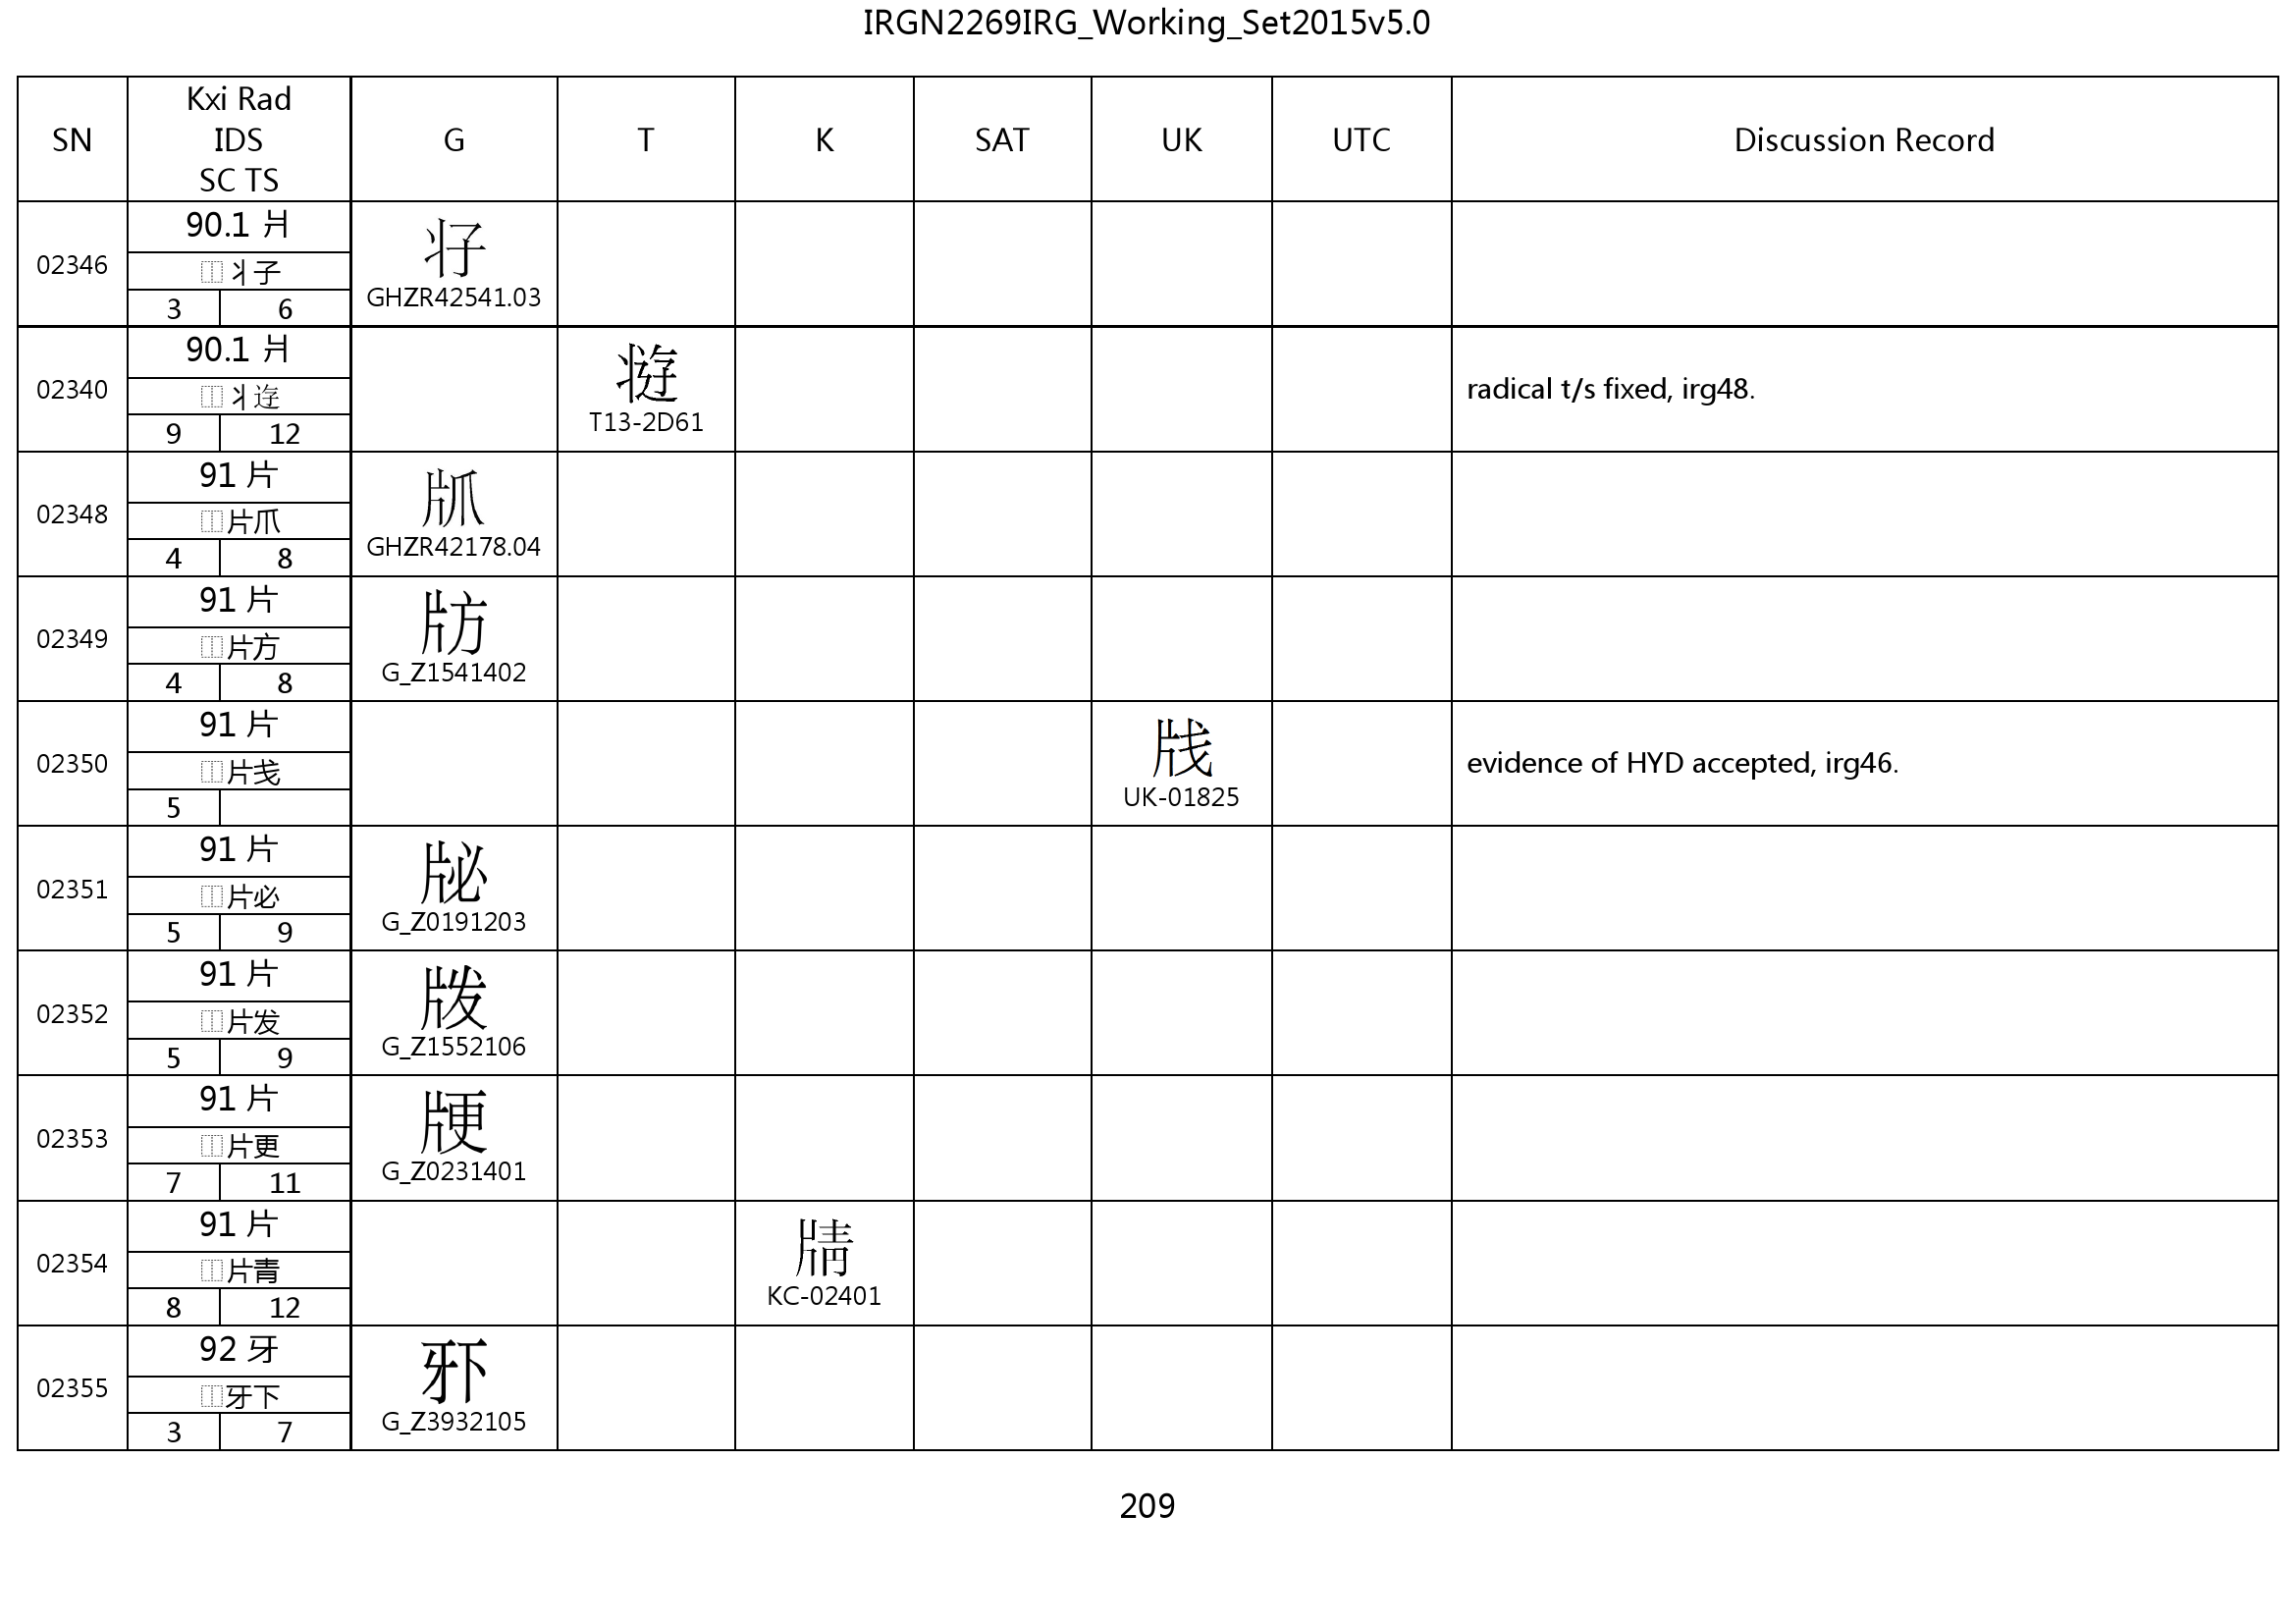 IRGN2269IRG_Working_Set2015v5.0
SN Kxi Rad IDS SC TS G T K SAT UK UTC Discussion Record
02346 90.1 丬
⿰丬子
3 6
GHZR42541.03
02340 90.1 丬
⿰丬
9 12
T13-2D61
radical t/s fixed, irg48.
02348 91 片
⿰片爪
4 8
GHZR42178.04
02349 91 片
⿰片方
4 8
G_Z1541402
02350 91 片
⿰片戋
5
UK-01825
evidence of HYD accepted, irg46.
02351 91 片
⿰片必
5 9
G_Z0191203
02352 91 片
⿰片发
5 9
G_Z1552106
02353 91 片
⿰片更
7 11
G_Z0231401
02354 91 片
⿰片青
8 12
KC-02401
02355 92 牙
⿰牙下
3 7
G_Z3932105
209